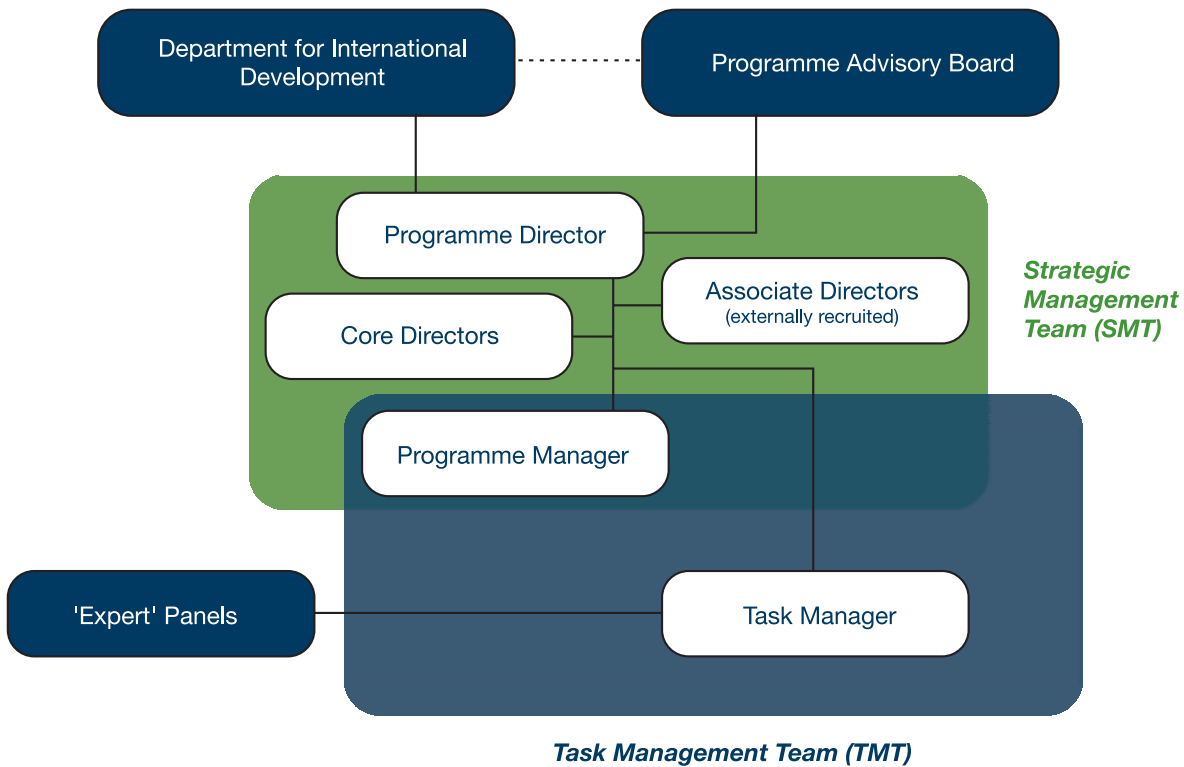 Department for International
Development
Programme Advisory Board
Programme Director
Associate Directors
(externally recruited)
Core Directors
Strategic
Management
Team (SMT)
Programme Manager
'Expert' Panels
Task Manager
Task Management Team (TMT)